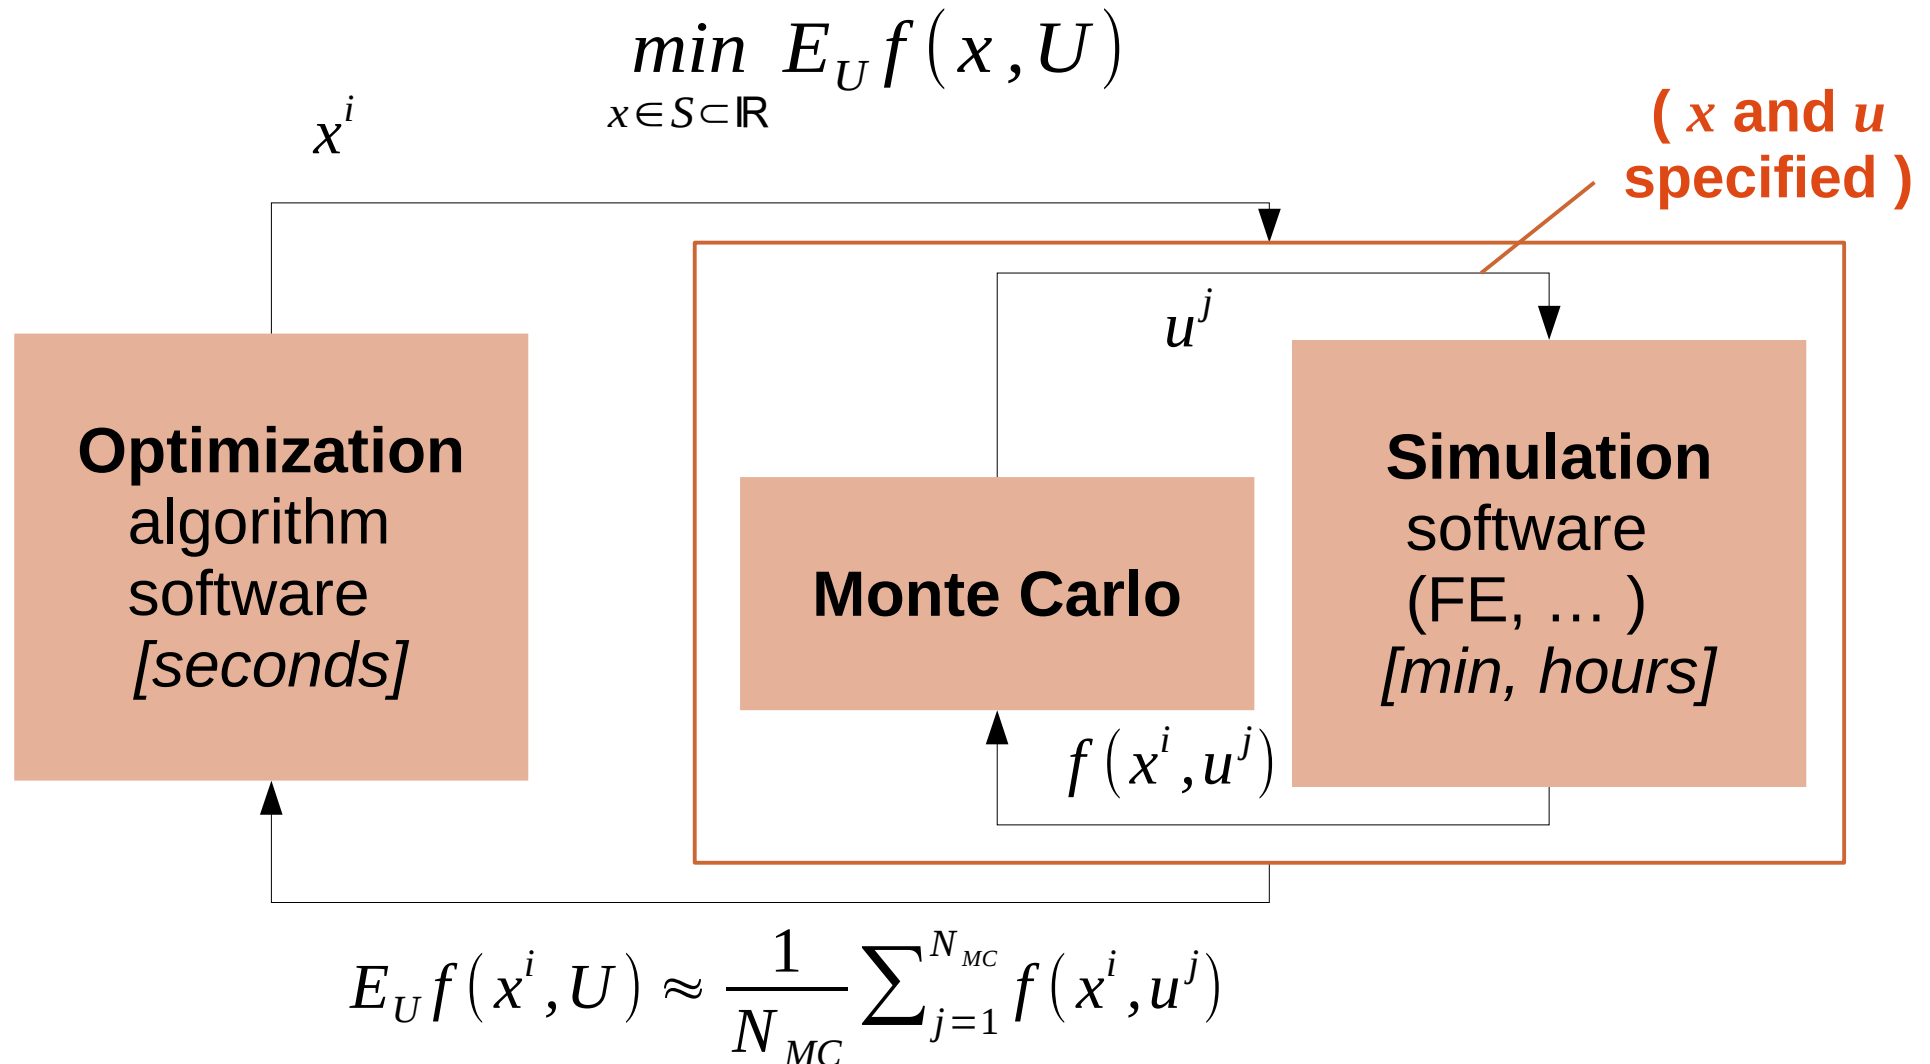 min E_U f ( x , U )
x ∈ S ⊂ ℝ
x^i
( x and u
specified )
u^j
Optimization
algorithm
software
[seconds]
Monte Carlo
Simulation
software
(FE, … )
[min, hours]
f ( x^i , u^j )
E_U f ( x^i , U ) ≈ 1 / N_MC ∑_{j=1}^{N_MC} f ( x^i , u^j )